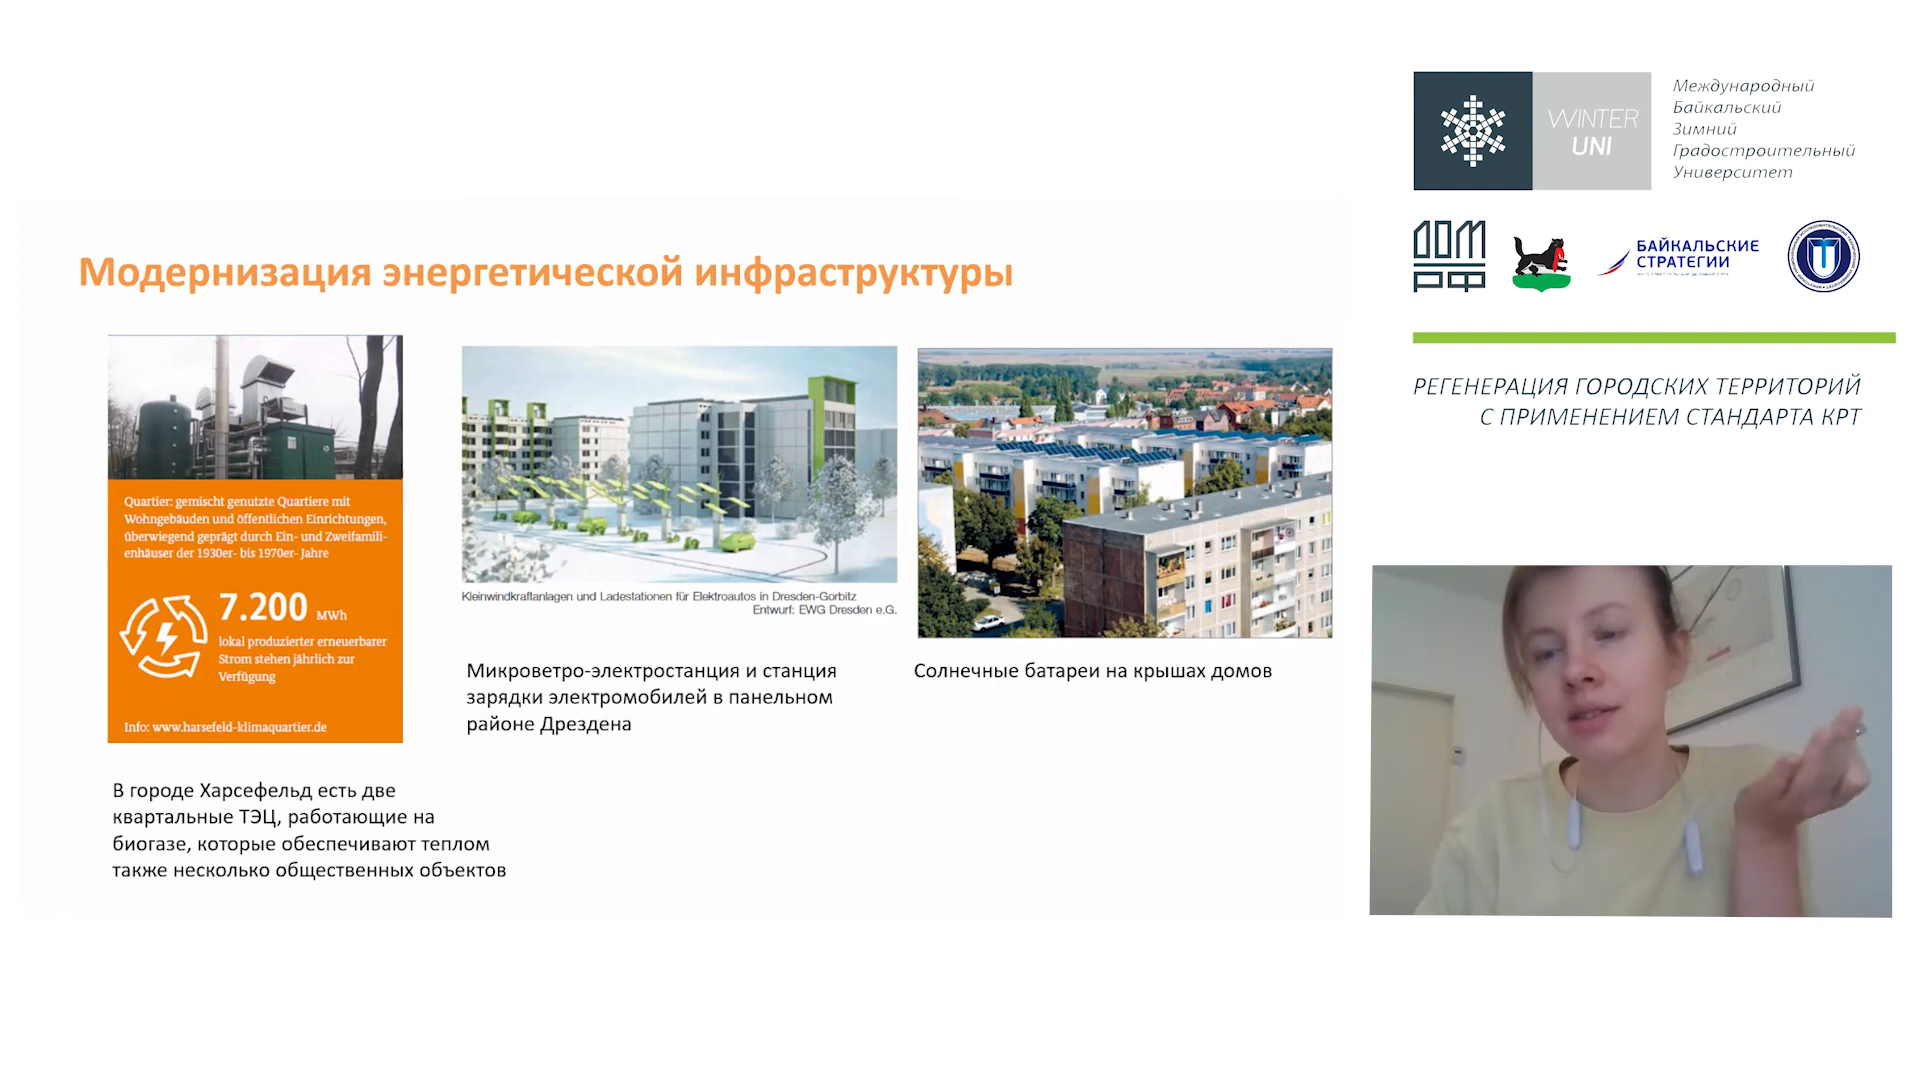 Модернизация энергетической инфраструктуры
Quartier: gemischt genutzte Quartiere mit
Wohngebäuden und öffentlichen Einrichtungen,
überwiegend geprägt durch Ein- und Zweifamili-
enhäuser der 1930er- bis 1970er- Jahre
7.200 MWh
lokal produzierter erneuerbarer
Strom stehen jährlich zur
Verfügung
Info: www.harsefeld-klimaquartier.de
В городе Харсефельд есть две
квартальные ТЭЦ, работающие на
биогазе, которые обеспечивают теплом
также несколько общественных объектов
Kleinwindkraftanlagen und Ladestationen für Elektroautos in Dresden-Gorbitz
Entwurf: EWG Dresden e.G.
Микроветро-электростанция и станция
зарядки электромобилей в панельном
районе Дрездена
Солнечные батареи на крышах домов
WINTER
UNI
Международный
Байкальский
Зимний
Градостроительный
Университет
ДОМ
РФ
БАЙКАЛЬСКИЕ
СТРАТЕГИИ
РЕГЕНЕРАЦИЯ ГОРОДСКИХ ТЕРРИТОРИЙ
С ПРИМЕНЕНИЕМ СТАНДАРТА КРТ